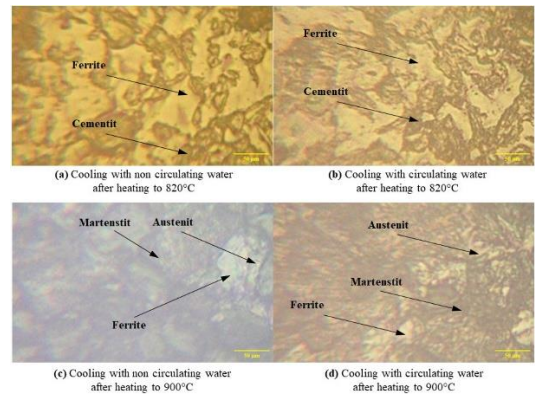 Ferrite
Cementit
Ferrite
Cementit
(a) Cooling with non circulating water
after heating to 820°C
(b) Cooling with circulating water
after heating to 820°C
Martenstit
Austenit
Ferrite
Austenit
Martenstit
Ferrite
(c) Cooling with non circulating water
after heating to 900°C
(d) Cooling with circulating water
after heating to 900°C